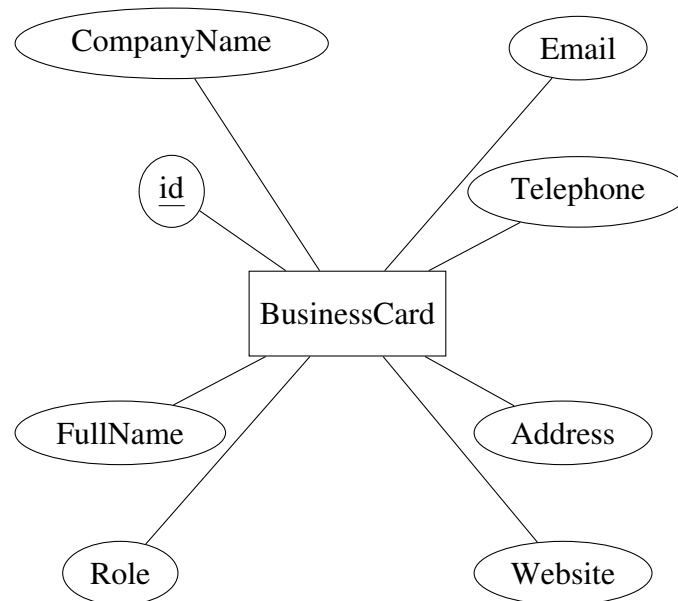 CompanyName
Email
id
Telephone
BusinessCard
FullName
Address
Role
Website